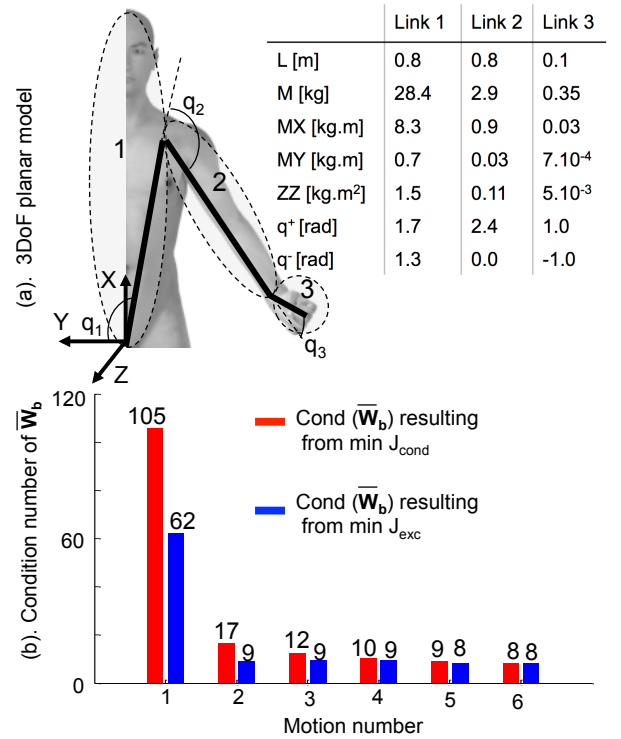 (a). 3DoF planar model
1
2
3
q₁
q₂
q₃
X
Y
Z
Link 1 Link 2 Link 3
L [m] 0.8 0.8 0.1
M [kg] 28.4 2.9 0.35
MX [kg.m] 8.3 0.9 0.03
MY [kg.m] 0.7 0.03 7.10⁻⁴
ZZ [kg.m²] 1.5 0.11 5.10⁻³
q⁺ [rad] 1.7 2.4 1.0
q⁻ [rad] 1.3 0.0 -1.0
(b). Condition number of W̅_b
120
60
0
105 62
17 9
12 9
10 9
9 8
8 8
Cond (W̅_b) resulting
from min J_cond
Cond (W̅_b) resulting
from min J_exc
1 2 3 4 5 6
Motion number